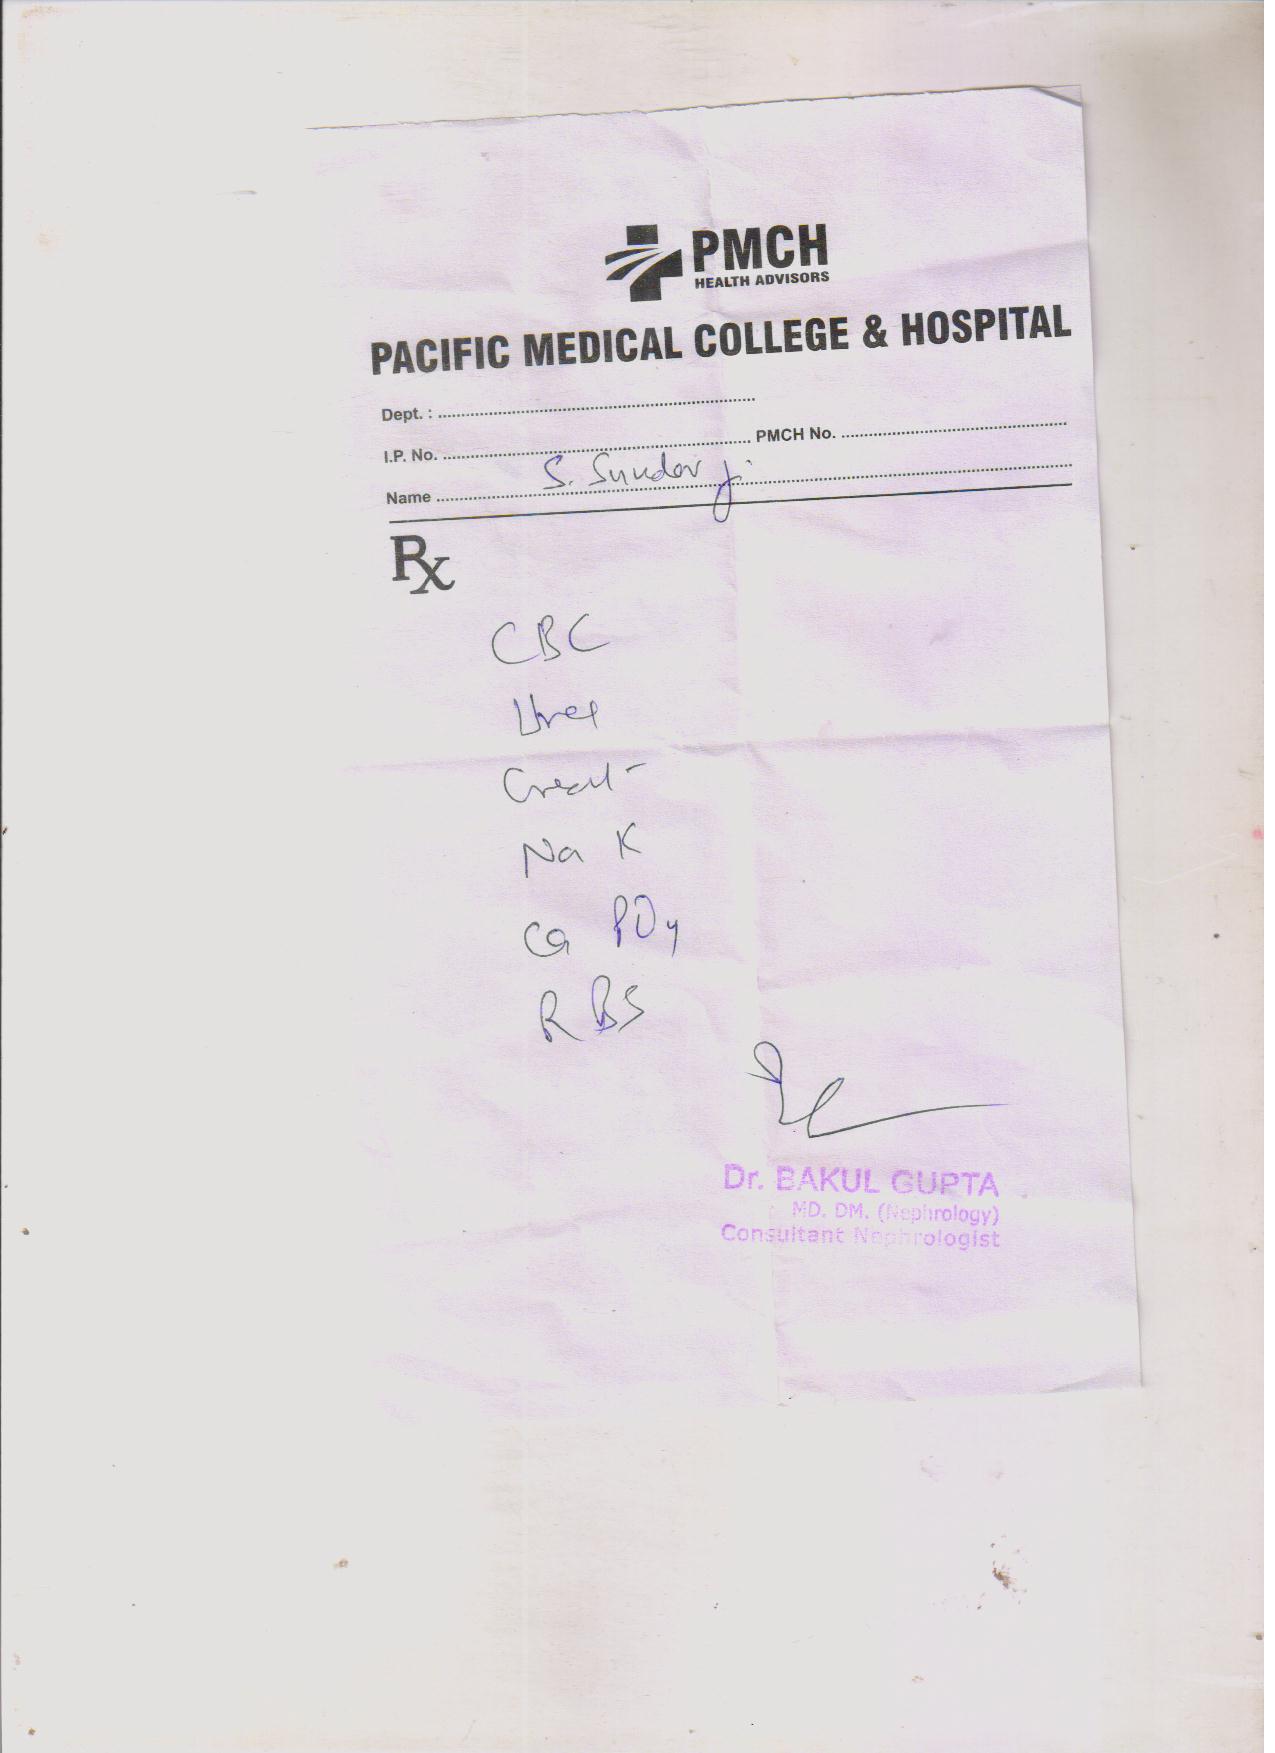 PMCH
HEALTH ADVISORS
PACIFIC MEDICAL COLLEGE & HOSPITAL
Dept. : ........................................
I.P. No. ........................................ PMCH No. ........................................
Name ........................................ S. Sundar ji
Rx
CBC
Urea
Creat
Na K
Ca PO4
RBS
Dr. BAKUL GUPTA
MD. DM. (Nephrology)
Consultant Nephrologist